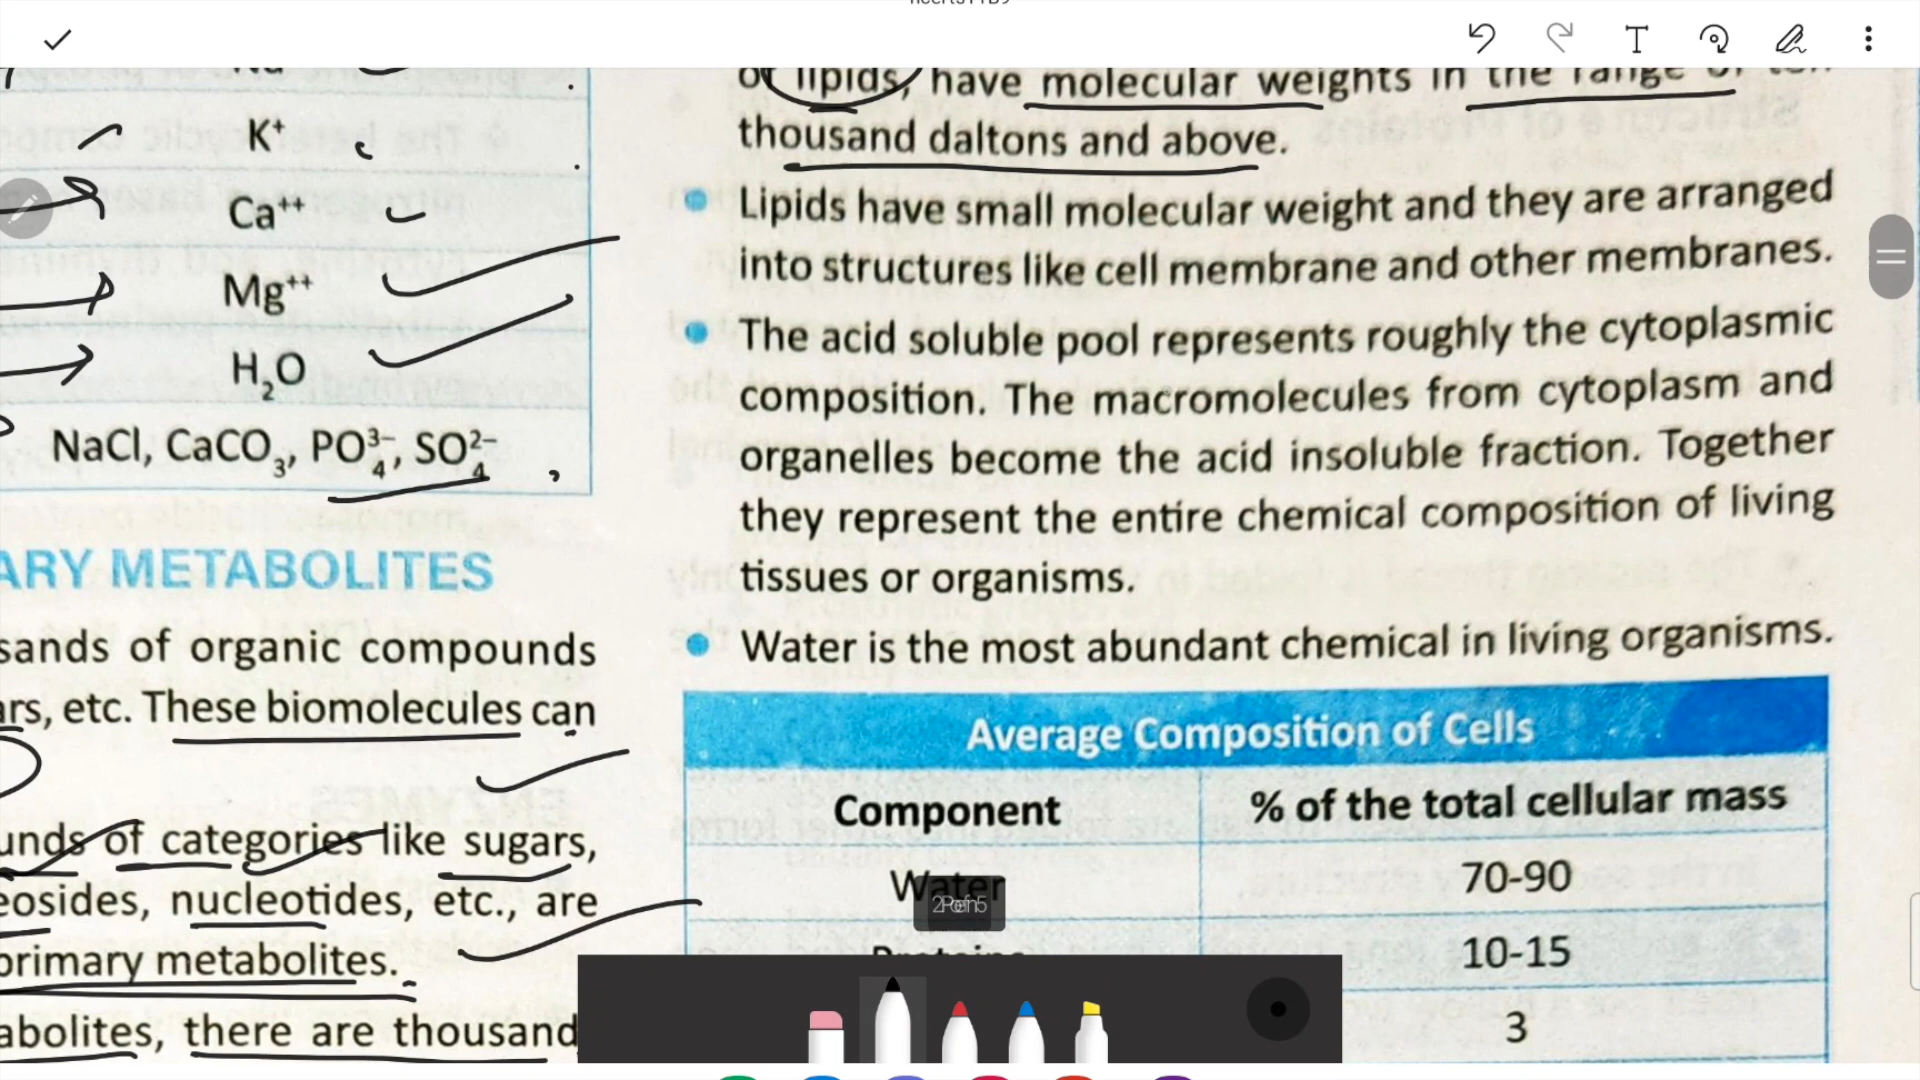 K⁺
Ca⁺⁺
Mg⁺⁺
H₂O
NaCl, CaCO₃, PO₄³⁻, SO₄²⁻
ARY METABOLITES
sands of organic compounds
ars, etc. These biomolecules can
unds of categories like sugars,
eosides, nucleotides, etc., are
primary metabolites.
abolites, there are thousand
or lipids, have molecular weights in the range of ten
thousand daltons and above.
• Lipids have small molecular weight and they are arranged
into structures like cell membrane and other membranes.
• The acid soluble pool represents roughly the cytoplasmic
composition. The macromolecules from cytoplasm and
organelles become the acid insoluble fraction. Together
they represent the entire chemical composition of living
tissues or organisms.
• Water is the most abundant chemical in living organisms.
Average Composition of Cells
Component % of the total cellular mass
Water 70-90
Proteins 10-15
3